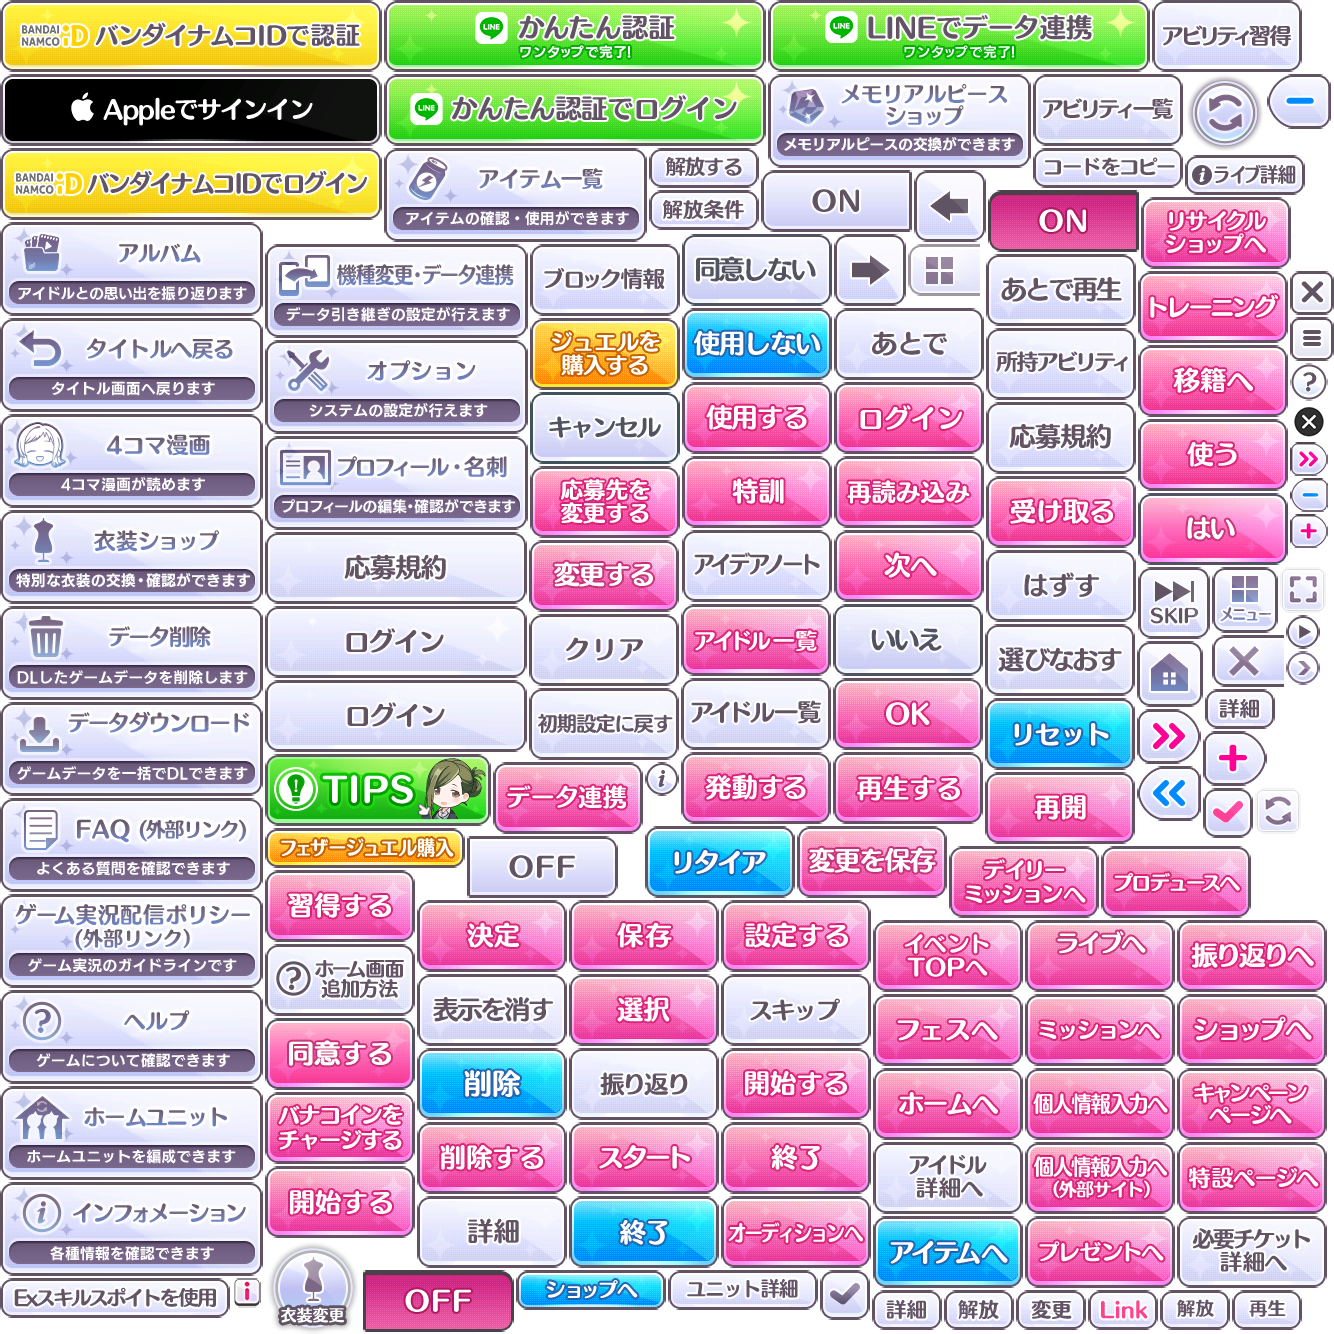 BANDAI
NAMCO
iD バンダイナムコIDで認証
LINE
かんたん認証
ワンタップで完了!
LINE
LINEでデータ連携
ワンタップで完了!
アビリティ習得
Appleでサインイン
LINE
かんたん認証でログイン
メモリアルピース
ショップ
メモリアルピースの交換ができます
アビリティ一覧
BANDAI
NAMCO
iD バンダイナムコIDでログイン
アイテム一覧
アイテムの確認・使用ができます
解放する
解放条件
ON
コードをコピー
iライブ詳細
ON
リサイクル
ショップへ
アルバム
アイドルとの思い出を振り返ります
機種変更・データ連携
データ引き継ぎの設定が行えます
ブロック情報
同意しない
あとで再生
トレーニング
タイトルへ戻る
タイトル画面へ戻ります
オプション
システムの設定が行えます
ジュエルを
購入する
使用しない
あとで
所持アビリティ
移籍へ
?
4コマ漫画
4コマ漫画が読めます
プロフィール・名刺
プロフィールの編集・確認ができます
キャンセル
使用する
ログイン
応募規約
使う
応募先を
変更する
特訓
再読み込み
受け取る
はい
衣装ショップ
特別な衣装の交換・確認ができます
応募規約
変更する
アイデアノート
次へ
はずす
SKIP
メニュー
データ削除
DLしたゲームデータを削除します
ログイン
クリア
アイドル一覧
いいえ
選びなおす
データダウンロード
ゲームデータを一括でDLできます
ログイン
初期設定に戻す
アイドル一覧
OK
リセット
詳細
TIPS
データ連携
i
発動する
再生する
再開
FAQ (外部リンク)
よくある質問を確認できます
フェザージュエル購入
OFF
リタイア
変更を保存
デイリー
ミッションへ
プロデュースへ
ゲーム実況配信ポリシー
(外部リンク)
ゲーム実況のガイドラインです
習得する
決定
保存
設定する
イベント
TOPへ
ライブへ
振り返りへ
?
ヘルプ
ゲームについて確認できます
?
ホーム画面
追加方法
表示を消す
選択
スキップ
フェスへ
ミッションへ
ショップへ
同意する
削除
振り返り
開始する
ホームへ
個人情報入力へ
キャンペーン
ページへ
ホームユニット
ホームユニットを編成できます
バナコインを
チャージする
削除する
スタート
終了
アイドル
詳細へ
個人情報入力へ
(外部サイト)
特設ページへ
i
インフォメーション
各種情報を確認できます
開始する
詳細
終了
オーディションへ
アイテムへ
プレゼントへ
必要チケット
詳細へ
Exスキルスポイトを使用
i
衣装変更
OFF
ショップへ
ユニット詳細
詳細
解放
変更
Link
解放
再生